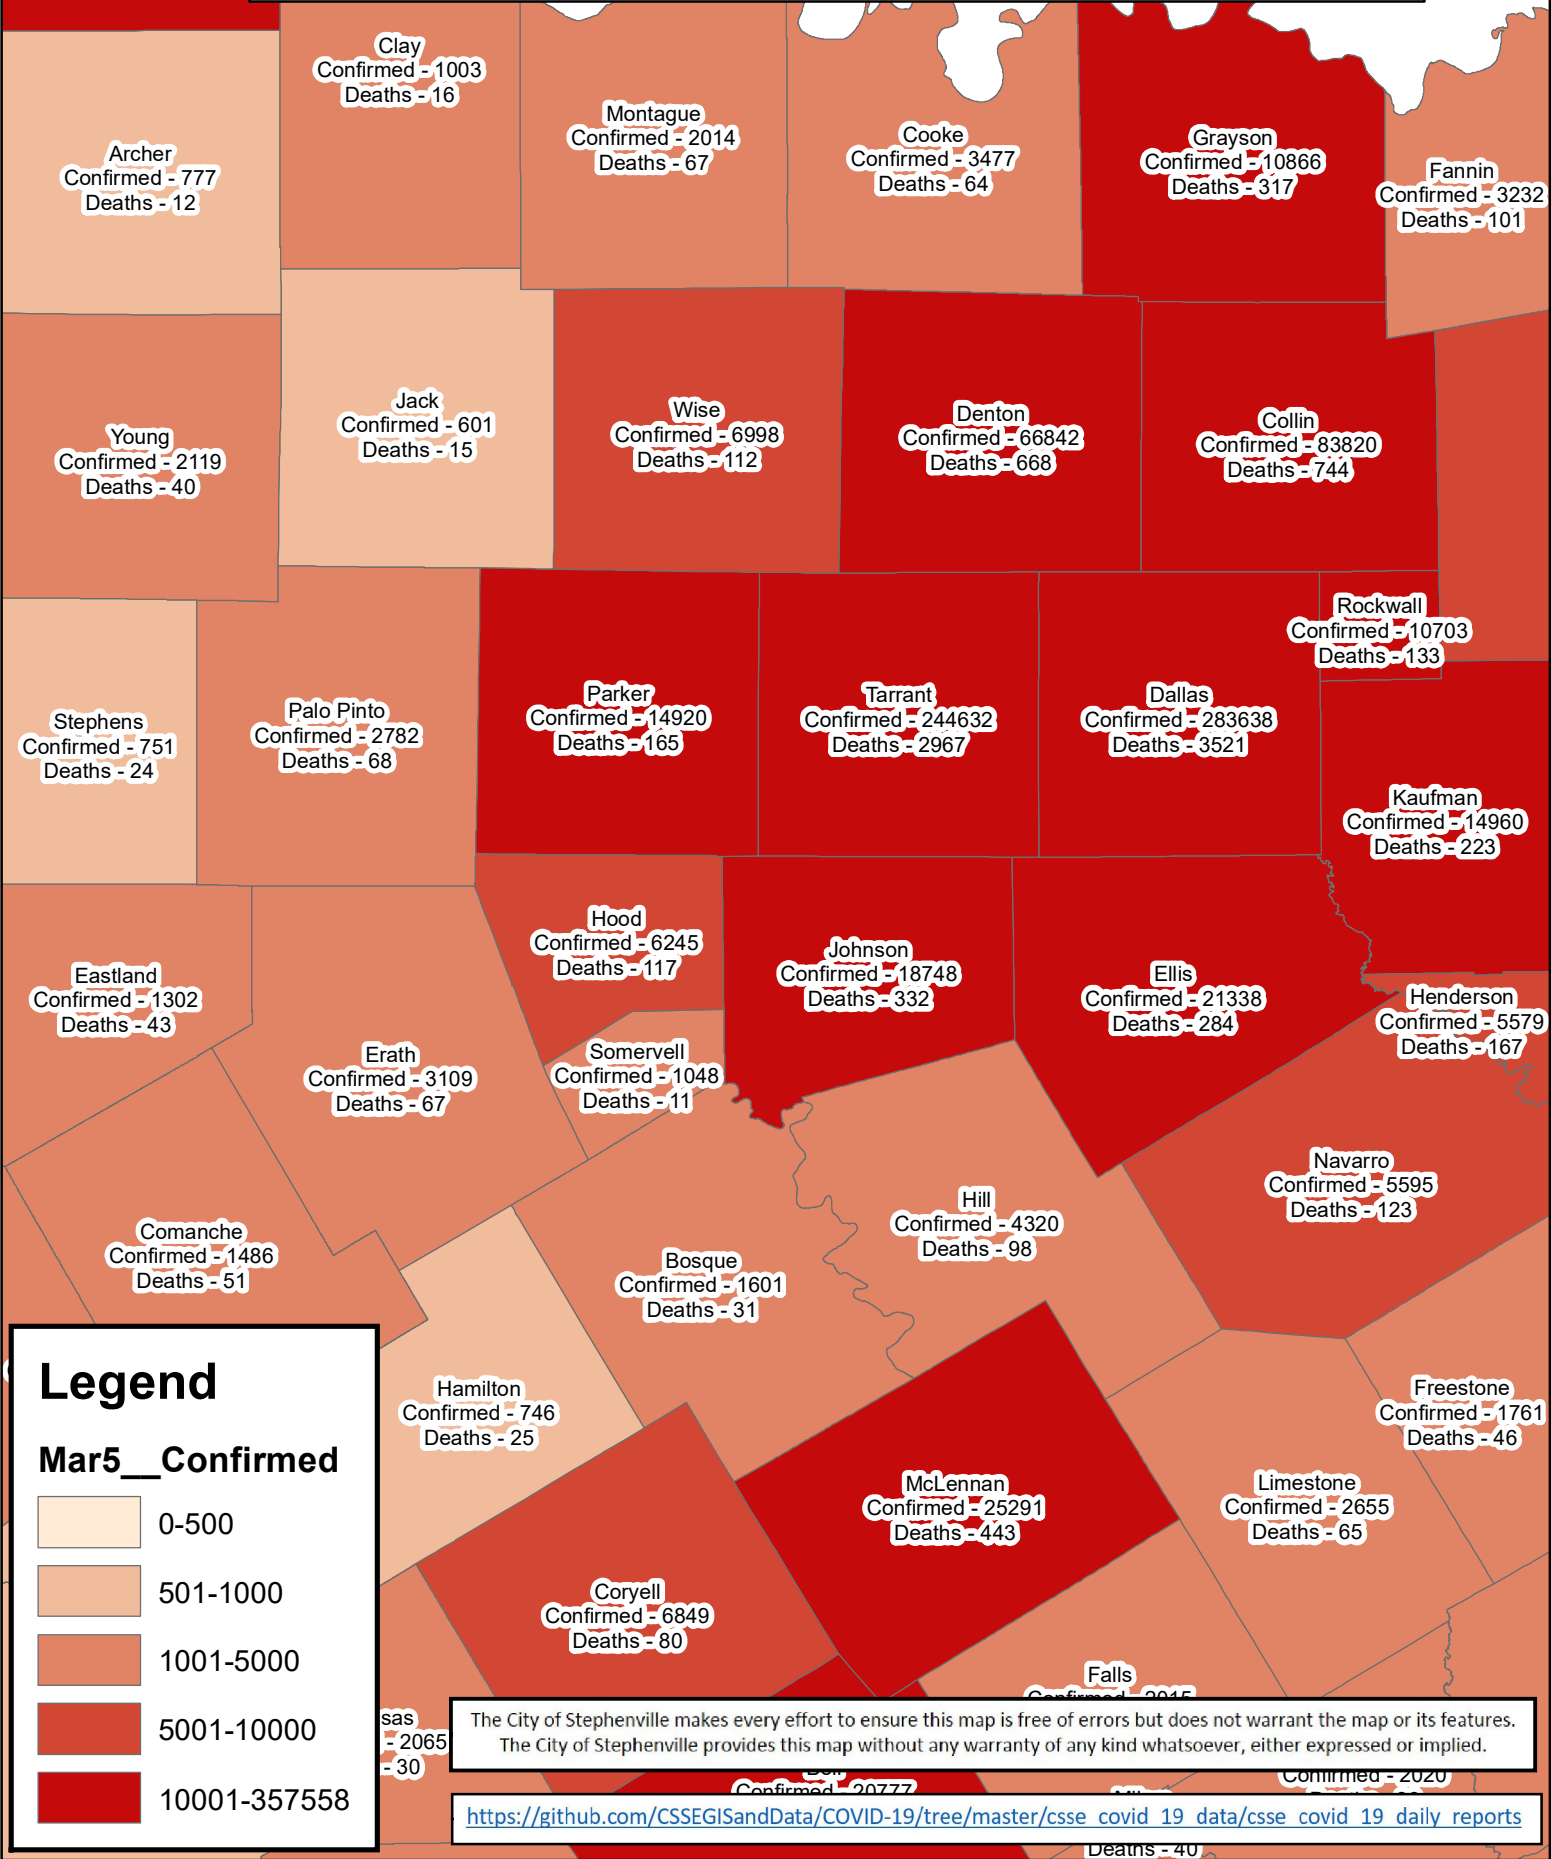 Clay
Confirmed - 1003
Deaths - 16
Montague
Confirmed - 2014
Deaths - 67
Cooke
Confirmed - 3477
Deaths - 64
Grayson
Confirmed - 10866
Deaths - 317
Archer
Confirmed - 777
Deaths - 12
Fannin
Confirmed - 3232
Deaths - 101
Jack
Confirmed - 601
Deaths - 15
Wise
Confirmed - 6998
Deaths - 112
Denton
Confirmed - 66842
Deaths - 668
Collin
Confirmed - 83820
Deaths - 744
Young
Confirmed - 2119
Deaths - 40
Rockwall
Confirmed - 10703
Deaths - 133
Stephens
Confirmed - 751
Deaths - 24
Palo Pinto
Confirmed - 2782
Deaths - 68
Parker
Confirmed - 14920
Deaths - 165
Tarrant
Confirmed - 244632
Deaths - 2967
Dallas
Confirmed - 283638
Deaths - 3521
Kaufman
Confirmed - 14960
Deaths - 223
Hood
Confirmed - 6245
Deaths - 117
Johnson
Confirmed - 18748
Deaths - 332
Eastland
Confirmed - 1302
Deaths - 43
Ellis
Confirmed - 21338
Deaths - 284
Henderson
Confirmed - 5579
Deaths - 167
Erath
Confirmed - 3109
Deaths - 67
Somervell
Confirmed - 1048
Deaths - 11
Navarro
Confirmed - 5595
Deaths - 123
Hill
Confirmed - 4320
Deaths - 98
Comanche
Confirmed - 1486
Deaths - 51
Bosque
Confirmed - 1601
Deaths - 31
Hamilton
Confirmed - 746
Deaths - 25
Freestone
Confirmed - 1761
Deaths - 46
McLennan
Confirmed - 25291
Deaths - 443
Limestone
Confirmed - 2655
Deaths - 65
Coryell
Confirmed - 6849
Deaths - 80
Falls
sas
- 2065
- 30
Confirmed - 20777
Confirmed - 2020
Deaths - 40
Legend
Mar5__Confirmed
0-500
501-1000
1001-5000
5001-10000
10001-357558
The City of Stephenville makes every effort to ensure this map is free of errors but does not warrant the map or its features.
The City of Stephenville provides this map without any warranty of any kind whatsoever, either expressed or implied.
https://github.com/CSSEGISandData/COVID-19/tree/master/csse_covid_19_data/csse_covid_19_daily_reports